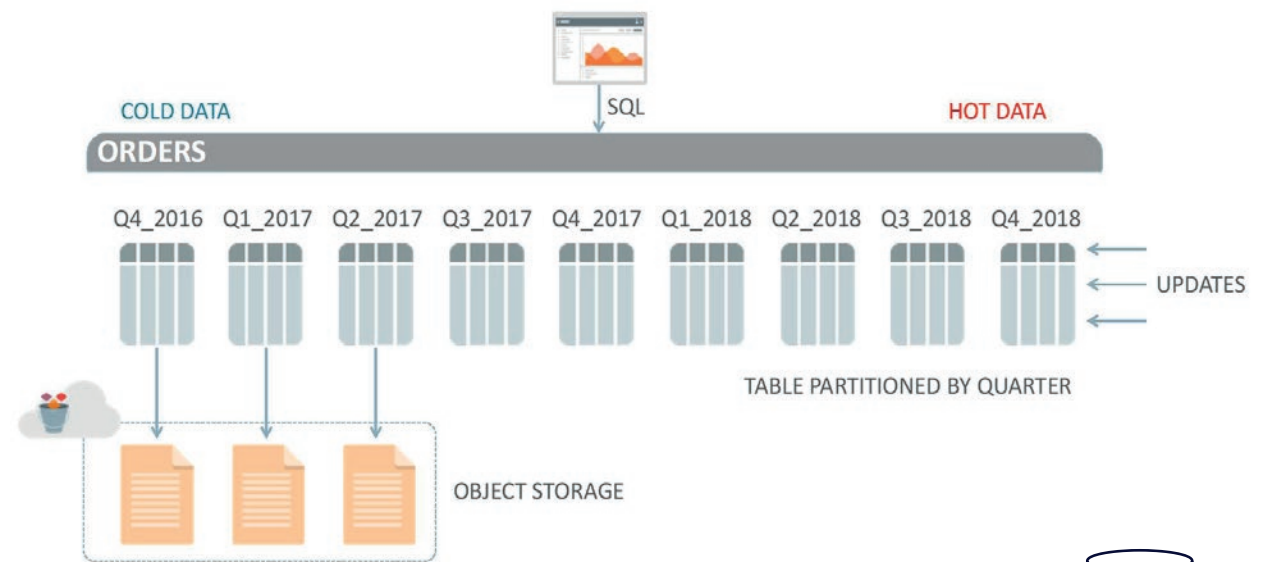 SQL
COLD DATA
HOT DATA
ORDERS
Q4_2016 Q1_2017 Q2_2017 Q3_2017 Q4_2017 Q1_2018 Q2_2018 Q3_2018 Q4_2018
UPDATES
TABLE PARTITIONED BY QUARTER
OBJECT STORAGE